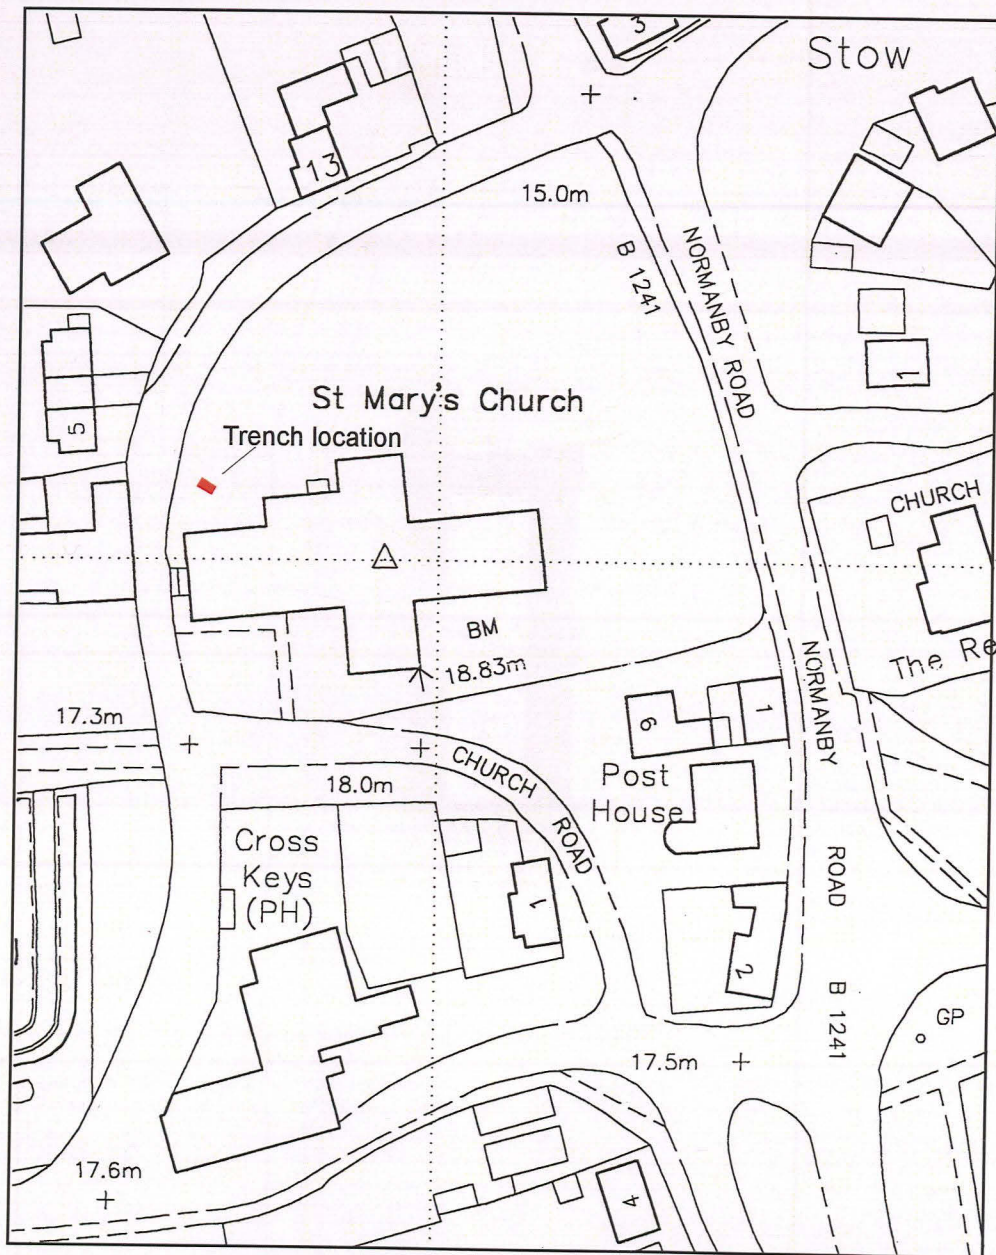 3
Stow
13
15.0m
B 1241
NORMANBY ROAD
1
St Mary's Church
5
Trench location
CHURCH
BM
18.83m
The Re
17.3m
NORMANBY
6
1
CHURCH
ROAD
18.0m
Post
House
Cross
Keys
(PH)
ROAD
1
2
B 1241
GP
17.5m
17.6m
4